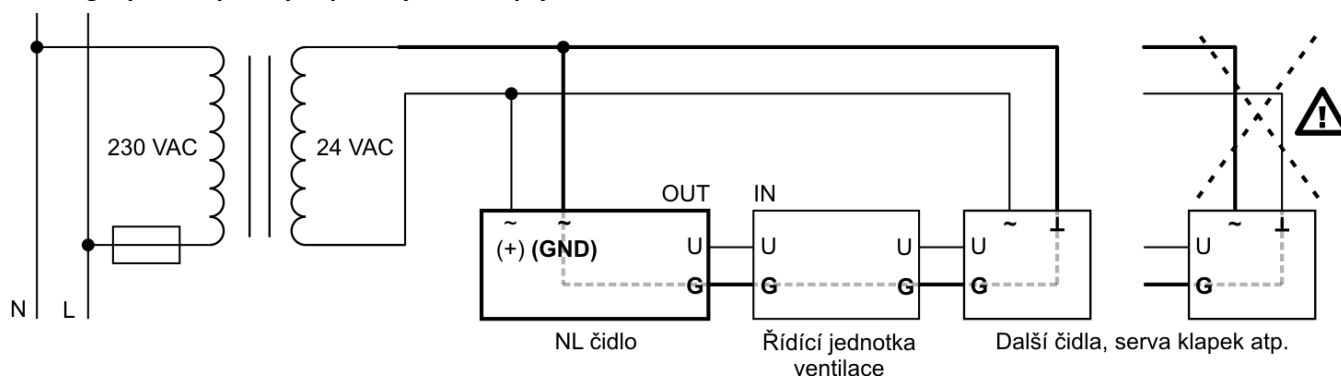 230 VAC
24 VAC
!
OUT
IN
~
~
~
⊥
~
⊥
(+) (GND)
U
U
U
U
U
G
G
G
G
G
N
L
NL čidlo
Řídící jednotka
ventilace
Další čidla, serva klapek atp.